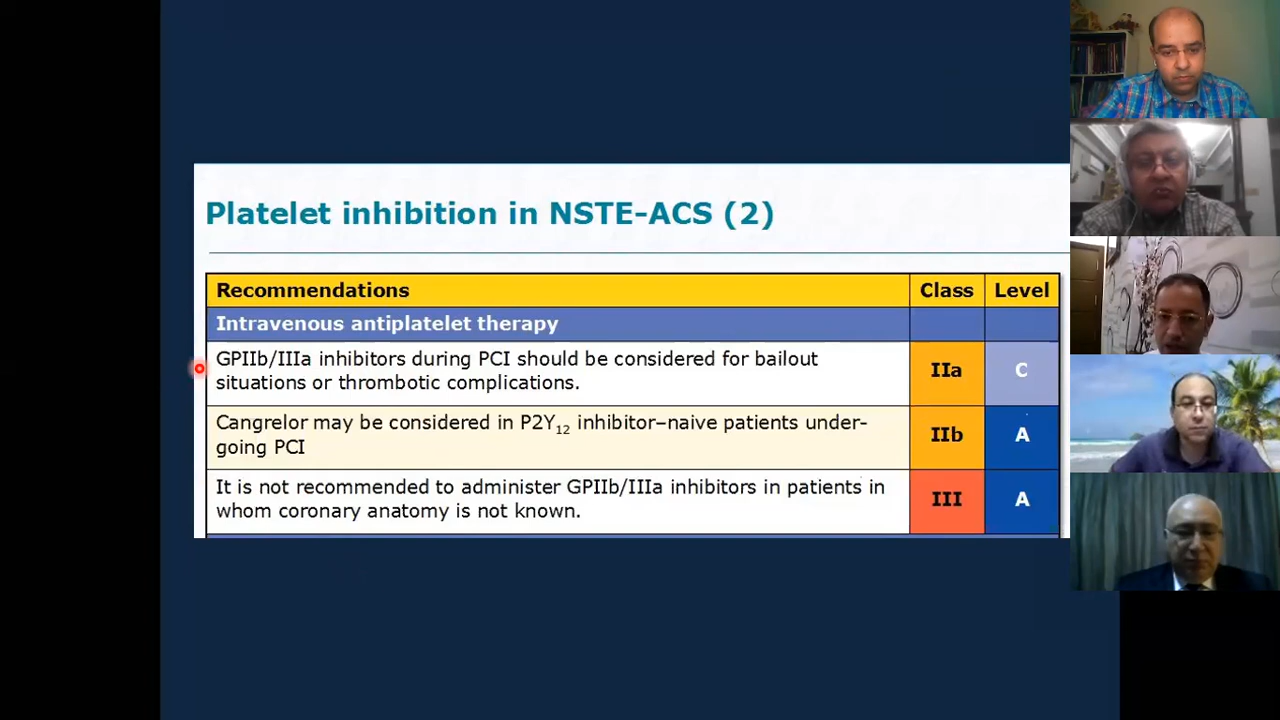 Platelet inhibition in NSTE-ACS (2)
Recommendations Class Level
Intravenous antiplatelet therapy
GPIIb/IIIa inhibitors during PCI should be considered for bailout
situations or thrombotic complications.
IIa C
Cangrelor may be considered in P2Y12 inhibitor–naive patients under-
going PCI
IIb A
It is not recommended to administer GPIIb/IIIa inhibitors in patients in
whom coronary anatomy is not known.
III A